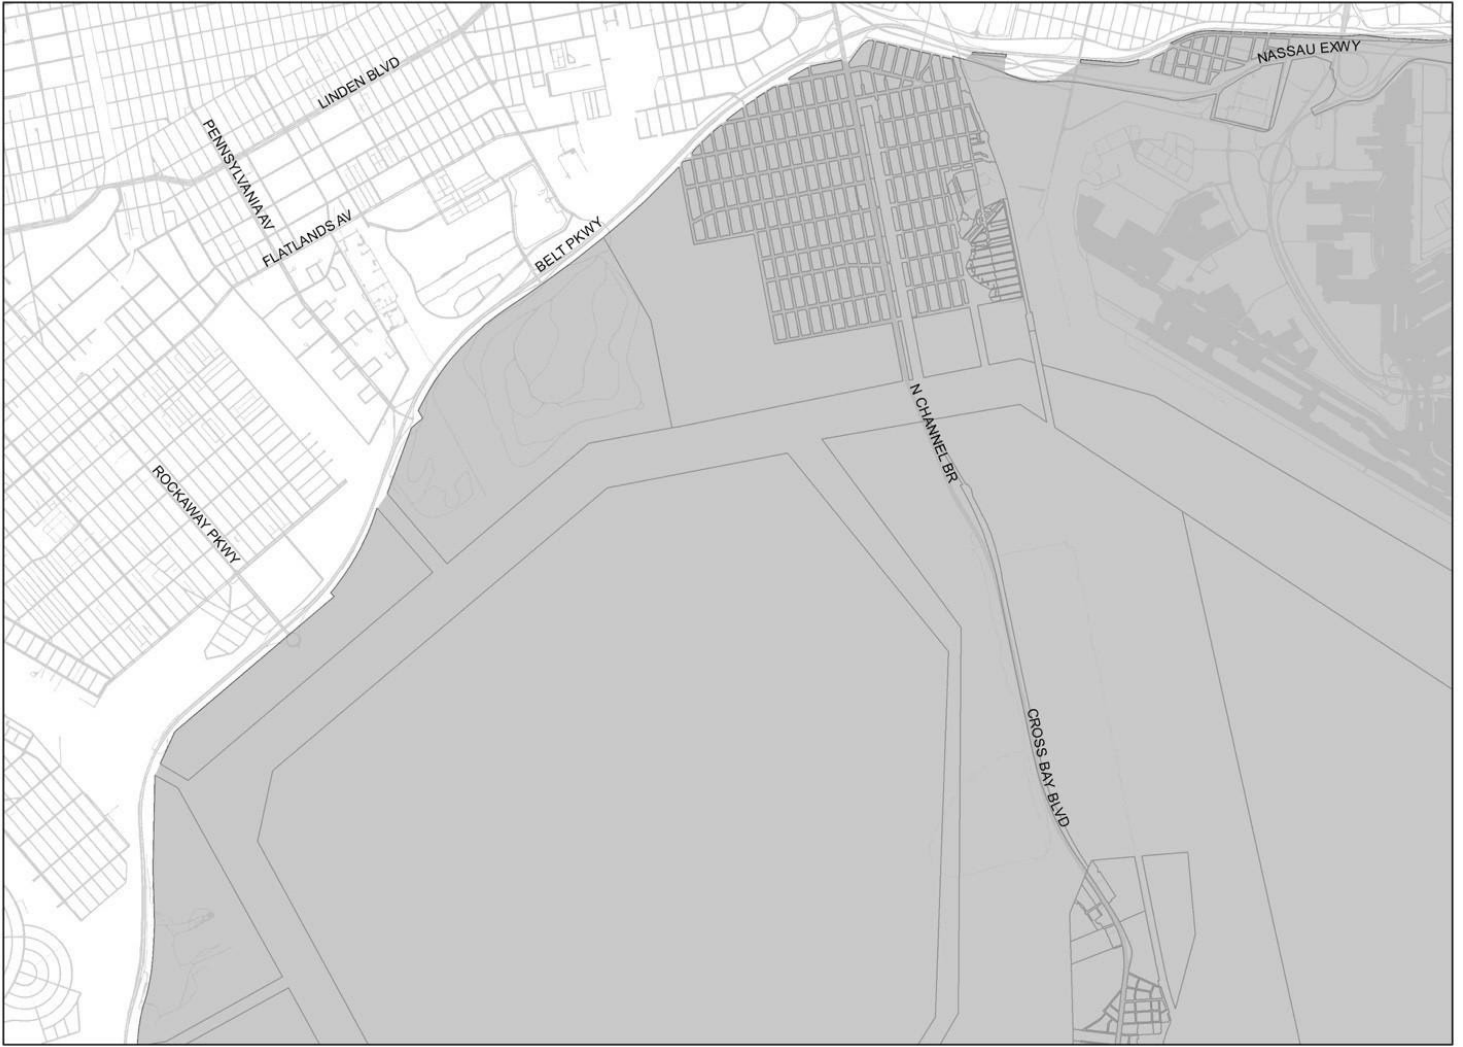 NASSAU EXWY
LINDEN BLVD
PENNSYLVANIA AV
FLATLANDS AV
BELT PKWY
N CHANNEL BR
ROCKAWAY PKWY
CROSS BAY BLVD